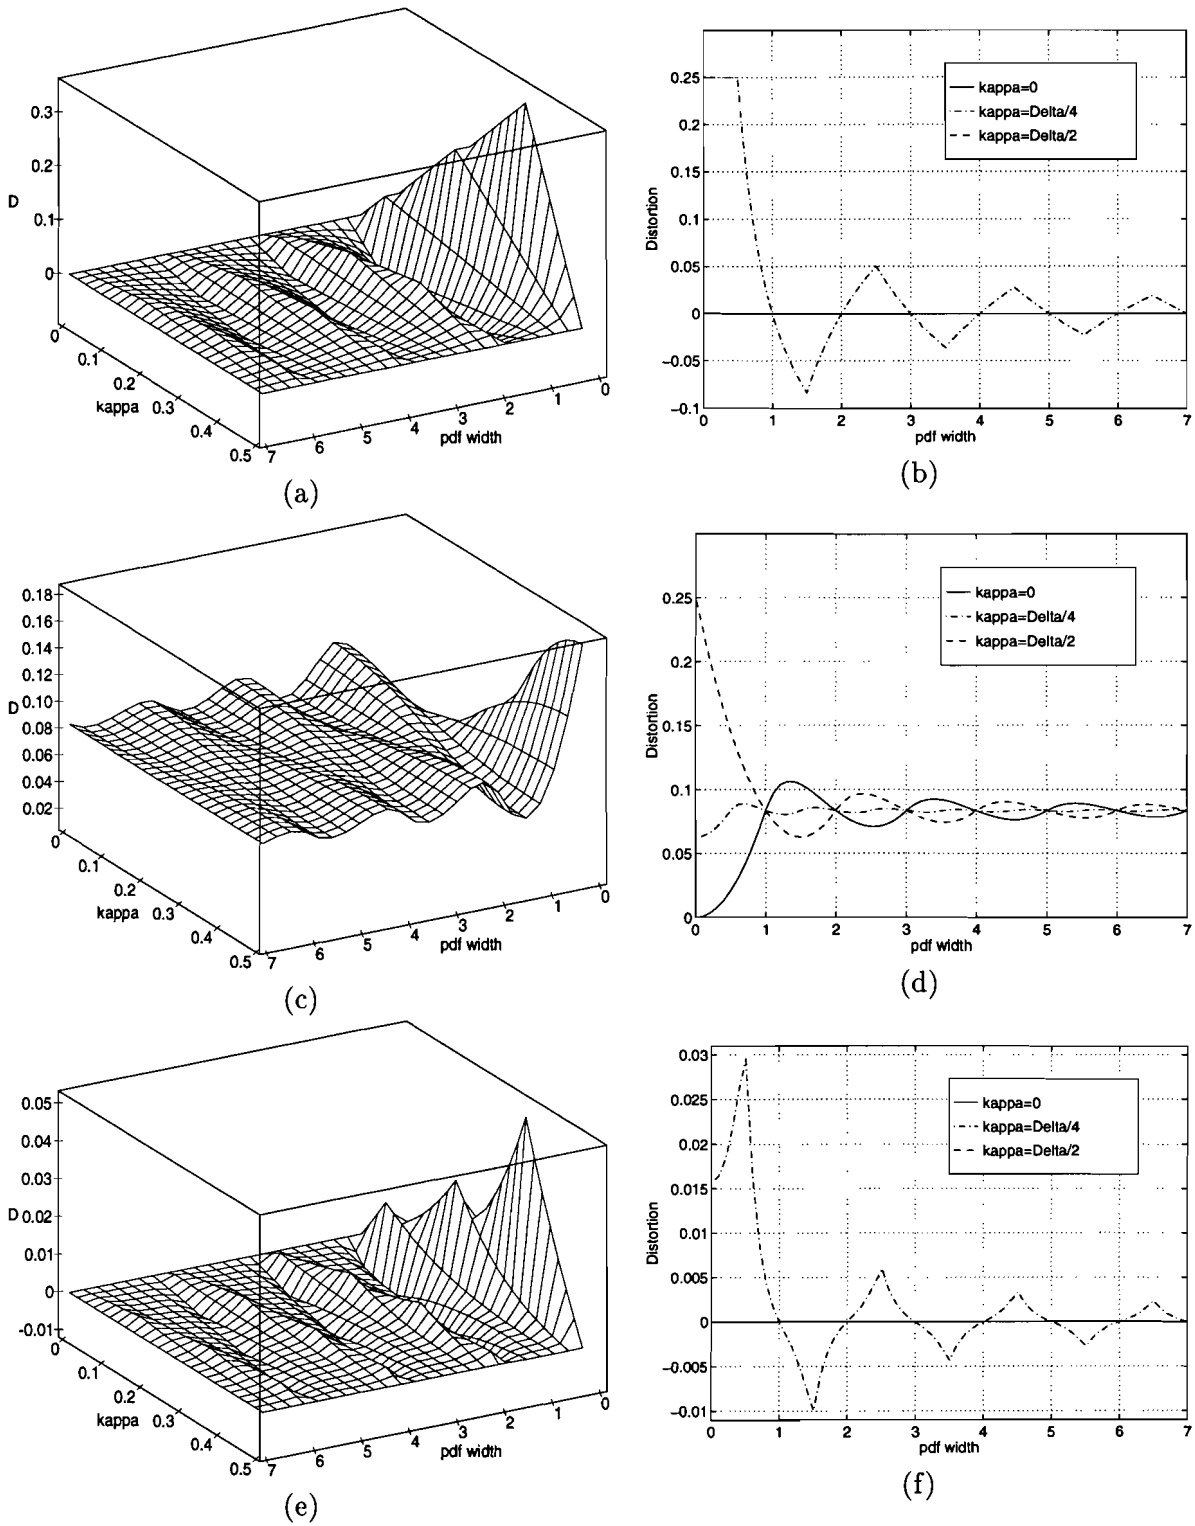 0.3
0.2
D
0.1
0
0
0.1
0.2
kappa
0.3
0.4
0.5
7
6
5
4
3
2
1
0
pdf width
(a)
0.25
0.2
0.15
0.1
0.05
0
−0.05
−0.1
Distortion
kappa=0
kappa=Delta/4
kappa=Delta/2
0 1 2 3 4 5 6 7
pdf width
(b)
0.18
0.16
0.14
0.12
0.10
D
0.08
0.06
0.04
0.02
0
0.1
0.2
kappa
0.3
0.4
0.5
7
6
5
4
3
2
1
0
pdf width
(c)
0.25
0.2
0.15
0.1
0.05
0
Distortion
kappa=0
kappa=Delta/4
kappa=Delta/2
0 1 2 3 4 5 6 7
pdf width
(d)
0.05
0.04
0.03
D
0.02
0.01
0
-0.01
0
0.1
0.2
kappa
0.3
0.4
0.5
7
6
5
4
3
2
1
0
pdf width
(e)
0.03
0.025
0.02
0.015
0.01
0.005
0
−0.005
−0.01
Distortion
kappa=0
kappa=Delta/4
kappa=Delta/2
0 1 2 3 4 5 6 7
pdf width
(f)